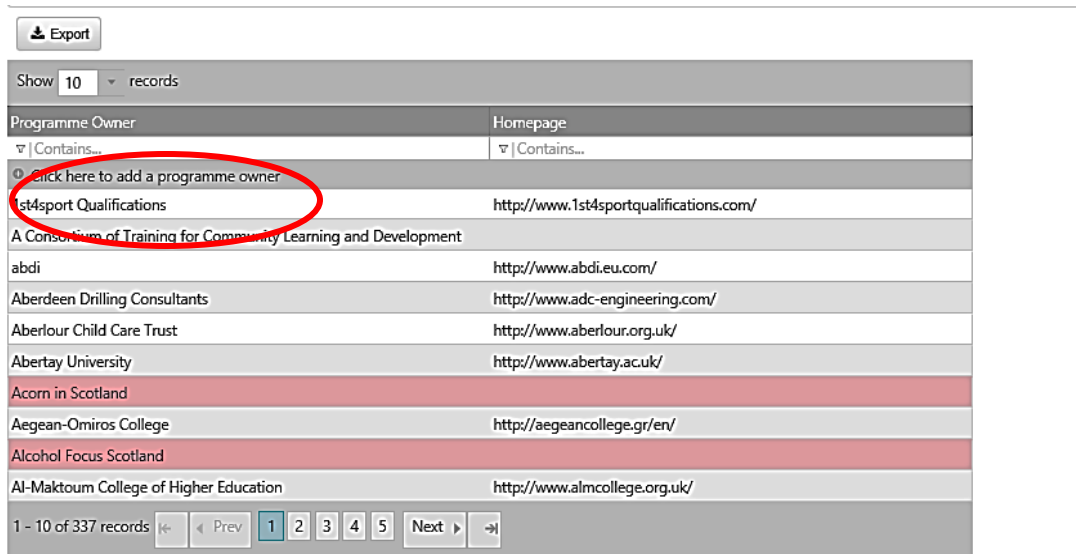 Export
Show 10 records
Programme Owner Homepage
Contains... Contains...
Click here to add a programme owner
1st4sport Qualifications http://www.1st4sportqualifications.com/
A Consortium of Training for Community Learning and Development
abdi http://www.abdi.eu.com/
Aberdeen Drilling Consultants http://www.adc-engineering.com/
Aberlour Child Care Trust http://www.aberlour.org.uk/
Abertay University http://www.abertay.ac.uk/
Acorn in Scotland
Aegean-Omiros College http://aegeancollege.gr/en/
Alcohol Focus Scotland
Al-Maktoum College of Higher Education http://www.almcollege.org.uk/
1 - 10 of 337 records Prev 1 2 3 4 5 Next